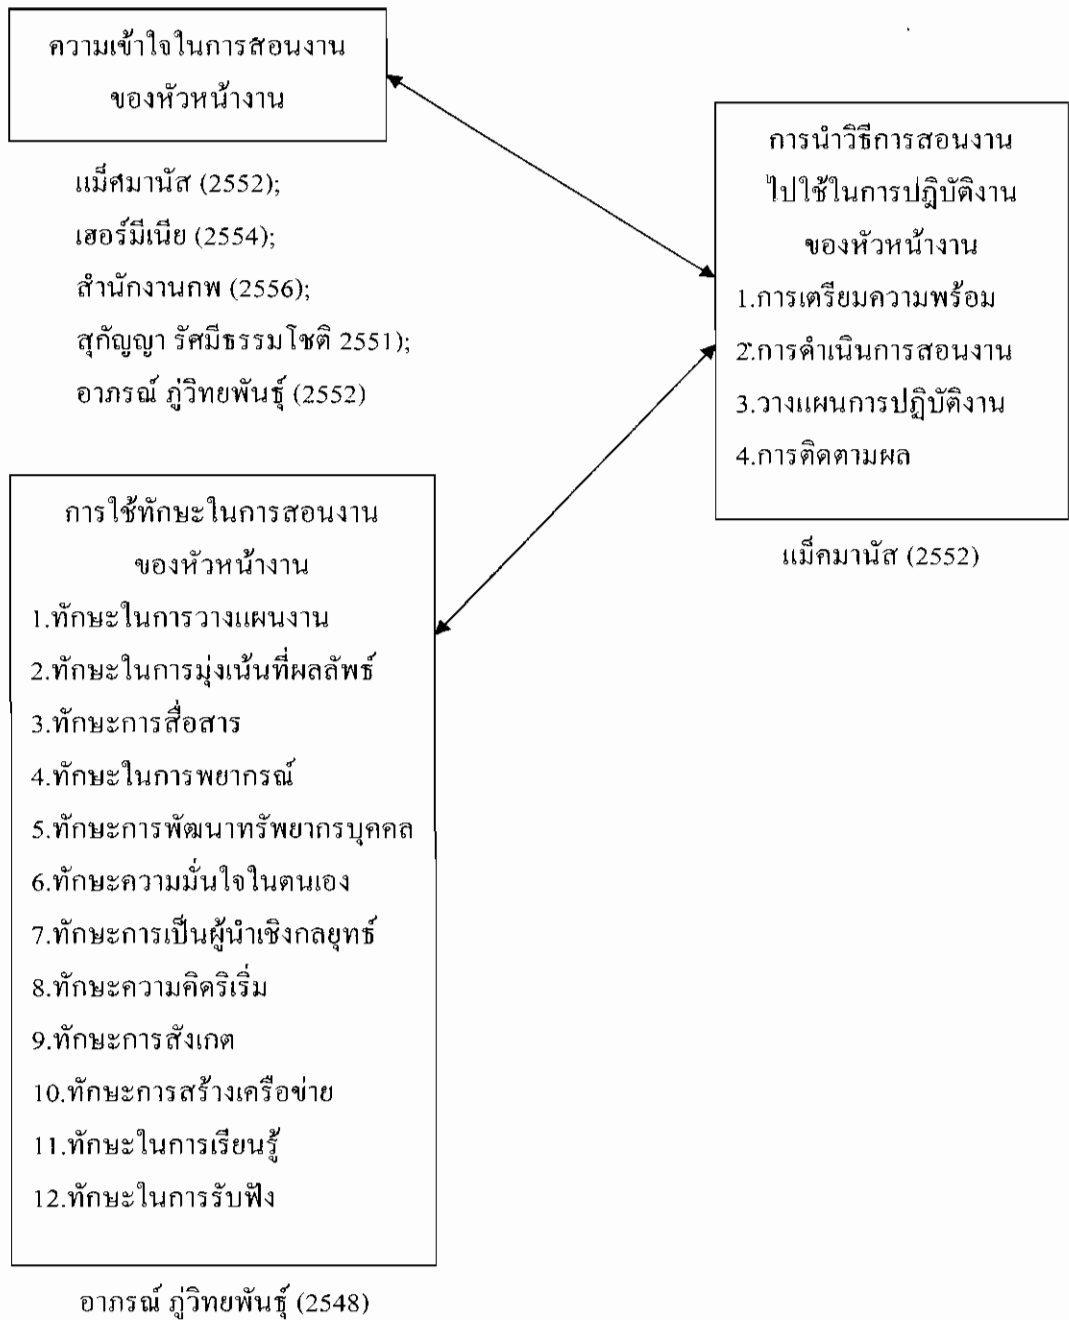 ความเข้าใจในการสอนงาน
ของหัวหน้างาน
แม็คมานัส (2552);
เฮอร์มีเนีย (2554);
สำนักงานกพ (2556);
สุกัญญา รัศมีธรรมโชติ 2551);
อาภรณ์ ภู่วิทยพันธุ์ (2552)
การนำวิธีการสอนงาน
ไปใช้ในการปฏิบัติงาน
ของหัวหน้างาน
1.การเตรียมความพร้อม
2.การดำเนินการสอนงาน
3.วางแผนการปฏิบัติงาน
4.การติดตามผล
แม็คมานัส (2552)
การใช้ทักษะในการสอนงาน
ของหัวหน้างาน
1.ทักษะในการวางแผนงาน
2.ทักษะในการมุ่งเน้นที่ผลลัพธ์
3.ทักษะการสื่อสาร
4.ทักษะในการพยากรณ์
5.ทักษะการพัฒนาทรัพยากรบุคคล
6.ทักษะความมั่นใจในตนเอง
7.ทักษะการเป็นผู้นำเชิงกลยุทธ์
8.ทักษะความคิดริเริ่ม
9.ทักษะการสังเกต
10.ทักษะการสร้างเครือข่าย
11.ทักษะในการเรียนรู้
12.ทักษะในการรับฟัง
อาภรณ์ ภู่วิทยพันธุ์ (2548)